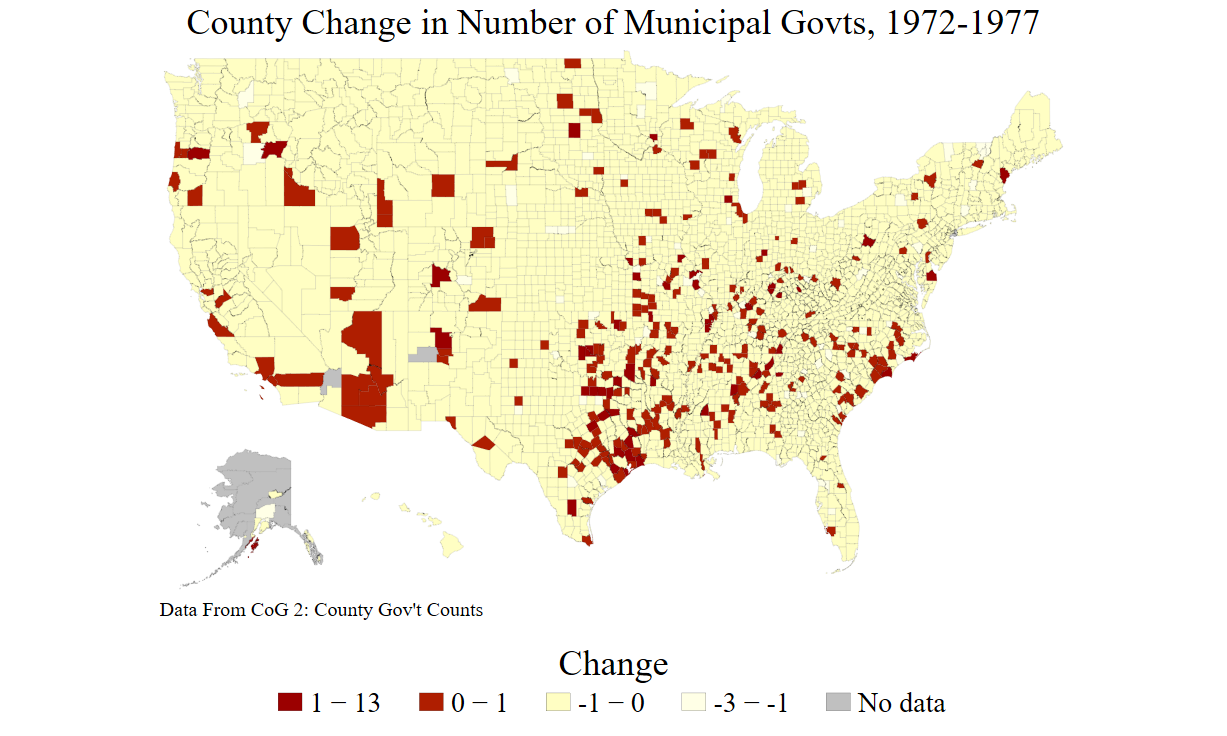 County Change in Number of Municipal Govts, 1972-1977
Data From CoG 2: County Gov't Counts
Change
1 − 13
0 − 1
-1 − 0
-3 − -1
No data